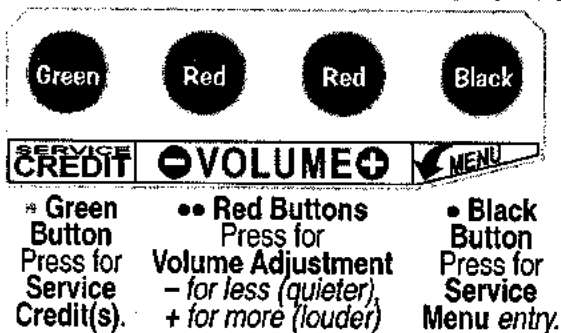 Green Red Red Black
SERVICE
CREDIT
−VOLUME+
MENU
Green
Button
Press for
Service
Credit(s).
•• Red Buttons
Press for
Volume Adjustment
– for less (quieter),
+ for more (louder)
• Black
Button
Press for
Service
Menu entry.